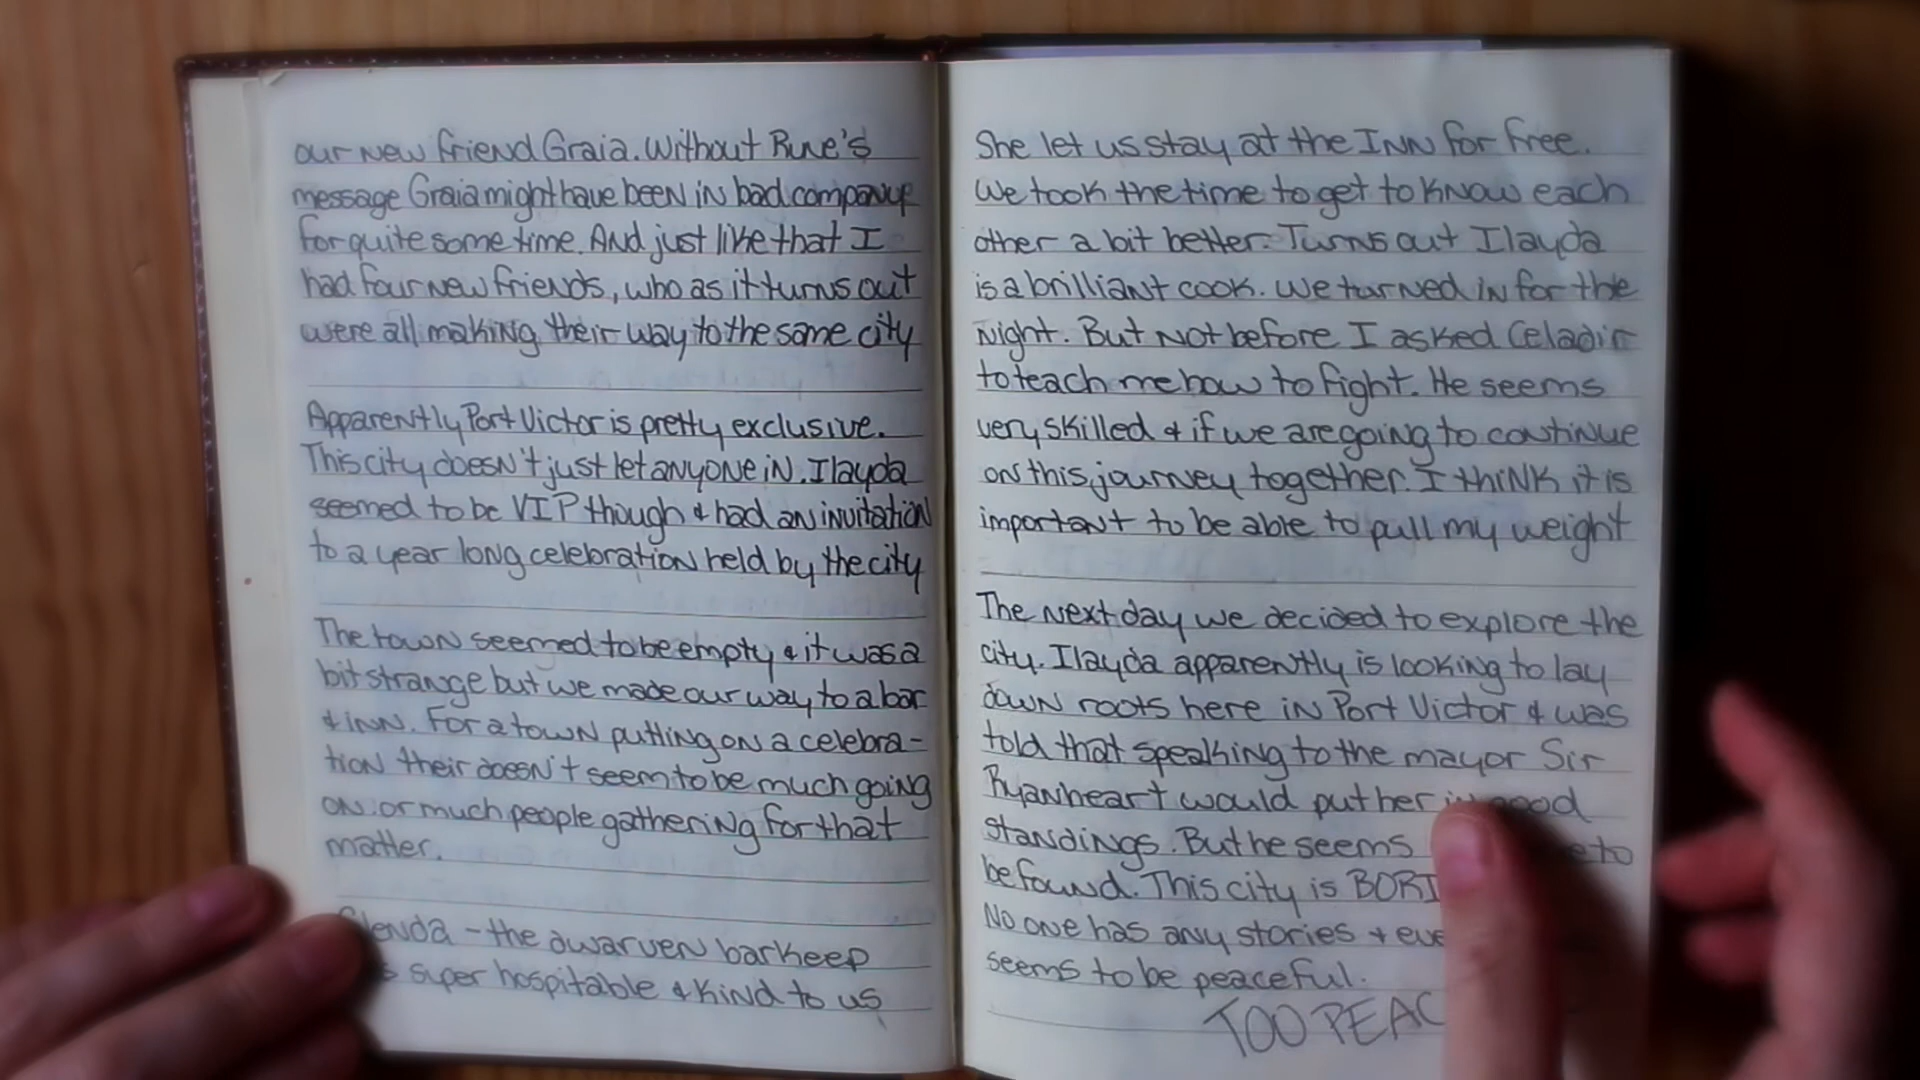 our new friend Graia. Without Rune's
message Graia might have been in bad company
for quite some time. And just like that I
had four new friends, who as it turns out
were all making their way to the same city
Apparently Port Victor is pretty exclusive.
This city doesn't just let anyone in. Ilayda
seemed to be VIP though & had an invitation
to a year long celebration held by the city
The town seemed to be empty & it was a
bit strange but we made our way to a bar
& inn. For a town putting on a celebra-
tion their doesn't seem to be much going
on. or much people gathering for that
matter.
- the dwarven barkeep
super hospitable & kind to us
She let us stay at the Inn for free.
We took the time to get to know each
other a bit better. Turns out Ilayda
is a brilliant cook. We turned in for the
night. But not before I asked Celadir
to teach me how to fight. He seems
very skilled & if we are going to continue
on this journey together. I think it is
important to be able to pull my weight
The next day we decided to explore the
city. Ilayda apparently is looking to lay
down roots here in Port Victor & was
told that speaking to the mayor Sir
Ryanheart would put her in good
standings. But he seems to
be found. This city is
No one has any stories &
seems to be peaceful.
TOO